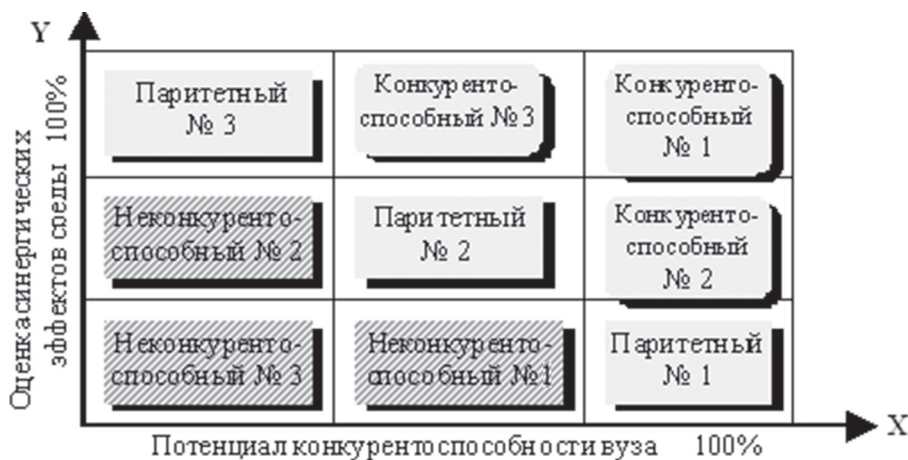 Y
Оценка синергических
эффектов среды 100%
Паритетный
№ 3
Конкуренто-
способный №3
Конкуренто-
способный
№ 1
Неконкуренто-
способный № 2
Паритетный
№ 2
Конкуренто-
способный
№ 2
Неконкуренто-
способный № 3
Неконкуренто-
способный №1
Паритетный
№ 1
X
Потенциал конкурентоспособности вуза 100%